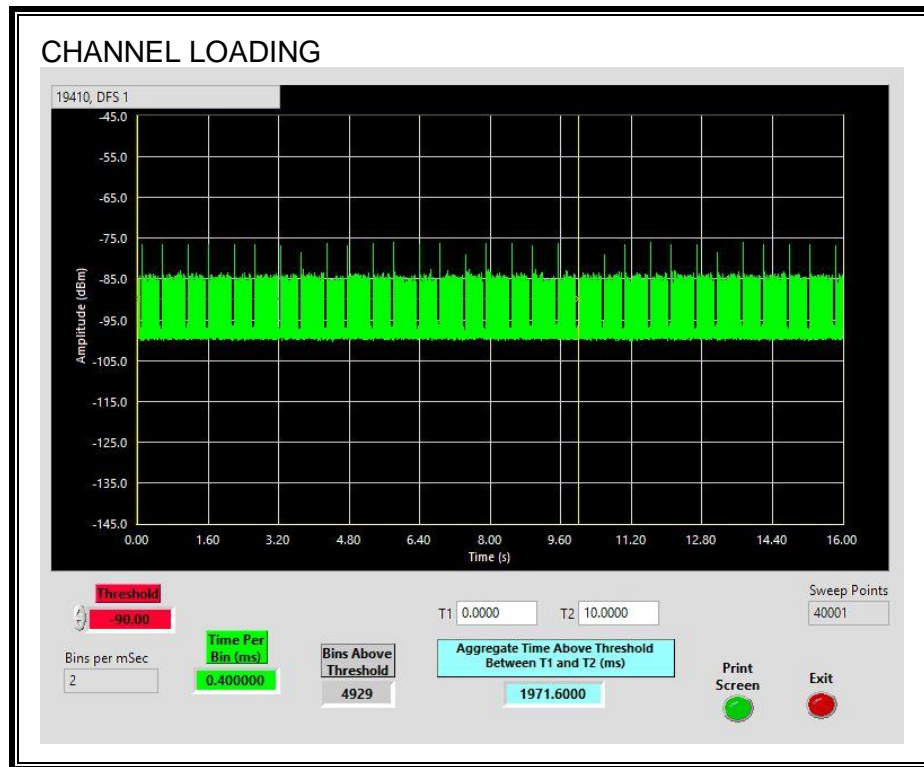 CHANNEL LOADING
19410, DFS 1
-45.0
-55.0
-65.0
-75.0
-85.0
-95.0
-105.0
-115.0
-125.0
-135.0
-145.0
Amplitude (dBm)
0.00 1.60 3.20 4.80 6.40 8.00 9.60 11.20 12.80 14.40 16.00
Time (s)
Threshold
-90.00
Bins per mSec
2
Time Per
Bin (ms)
0.400000
Bins Above
Threshold
4929
T1 0.0000 T2 10.0000
Aggregate Time Above Threshold
Between T1 and T2 (ms)
1971.6000
Sweep Points
40001
Print
Screen
Exit